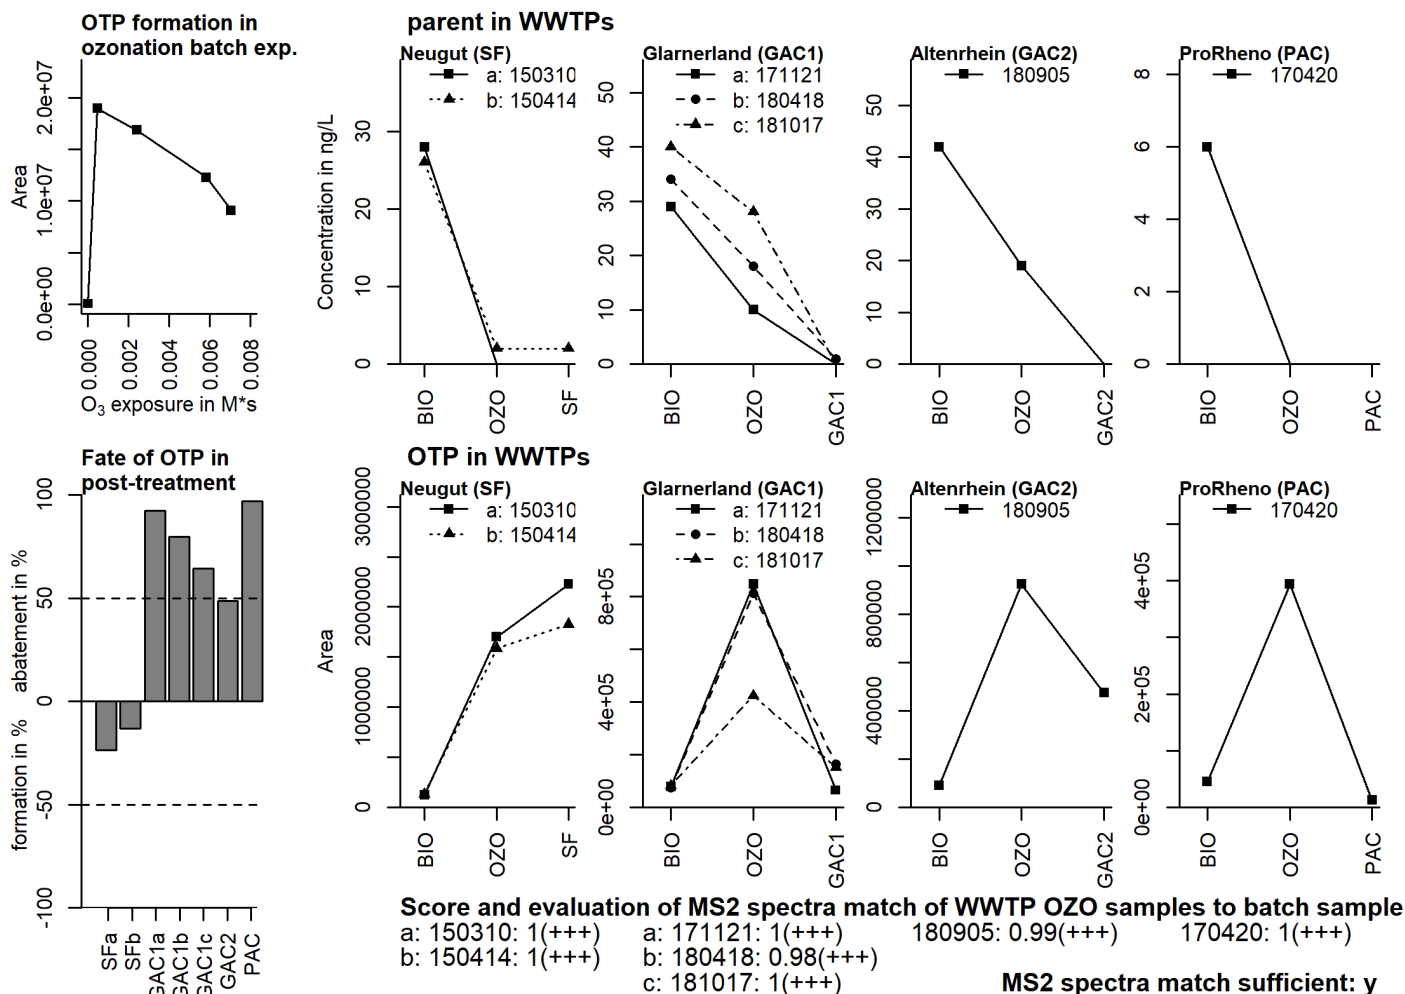 OTP formation in
ozonation batch exp.
Area
0.0e+00
1.0e+07
2.0e+07
0.000
0.002
0.004
0.006
0.008
O3 exposure in M*s
parent in WWTPs
Concentration in ng/L
Neugut (SF)
a: 150310
b: 150414
0
10
20
30
BIO
OZO
SF
Glarnerland (GAC1)
a: 171121
b: 180418
c: 181017
0
10
20
30
40
50
BIO
OZO
GAC1
Altenrhein (GAC2)
180905
0
10
20
30
40
50
BIO
OZO
GAC2
ProRheno (PAC)
170420
0
2
4
6
8
BIO
OZO
PAC
Fate of OTP in
post-treatment
formation in %
abatement in %
-100
-50
0
50
100
SFa
SFb
GAC1a
GAC1b
GAC1c
GAC2
PAC
OTP in WWTPs
Area
Neugut (SF)
a: 150310
b: 150414
0
1000000
2000000
3000000
BIO
OZO
SF
Glarnerland (GAC1)
a: 171121
b: 180418
c: 181017
0e+00
4e+05
8e+05
BIO
OZO
GAC1
Altenrhein (GAC2)
180905
0
400000
800000
1200000
BIO
OZO
GAC2
ProRheno (PAC)
170420
0e+00
2e+05
4e+05
BIO
OZO
PAC
Score and evaluation of MS2 spectra match of WWTP OZO samples to batch sample
a: 150310: 1(+++)
b: 150414: 1(+++)
a: 171121: 1(+++)
b: 180418: 0.98(+++)
c: 181017: 1(+++)
180905: 0.99(+++)
170420: 1(+++)
MS2 spectra match sufficient: y